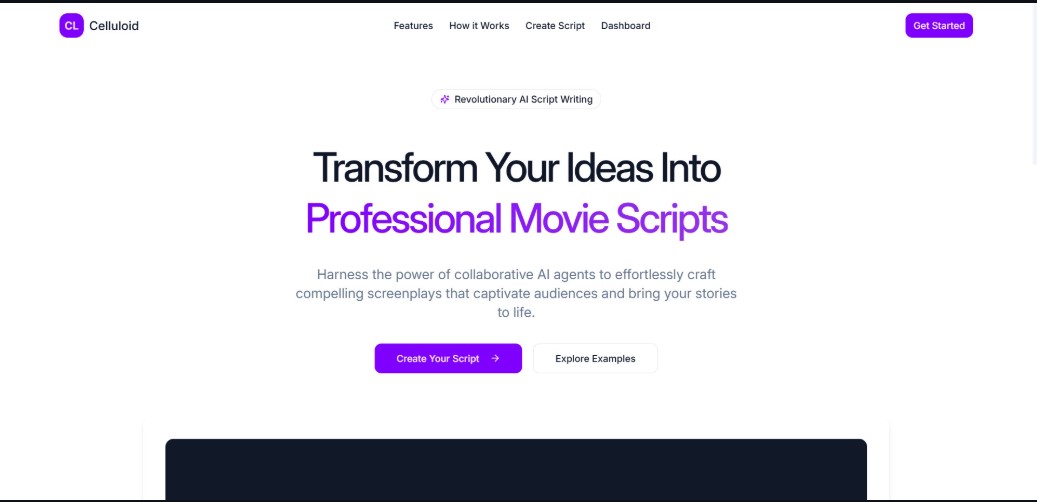 CL Celluloid
Features How it Works Create Script Dashboard
Get Started
Revolutionary AI Script Writing
Transform Your Ideas Into
Professional Movie Scripts
Harness the power of collaborative AI agents to effortlessly craft
compelling screenplays that captivate audiences and bring your stories
to life.
Create Your Script →
Explore Examples